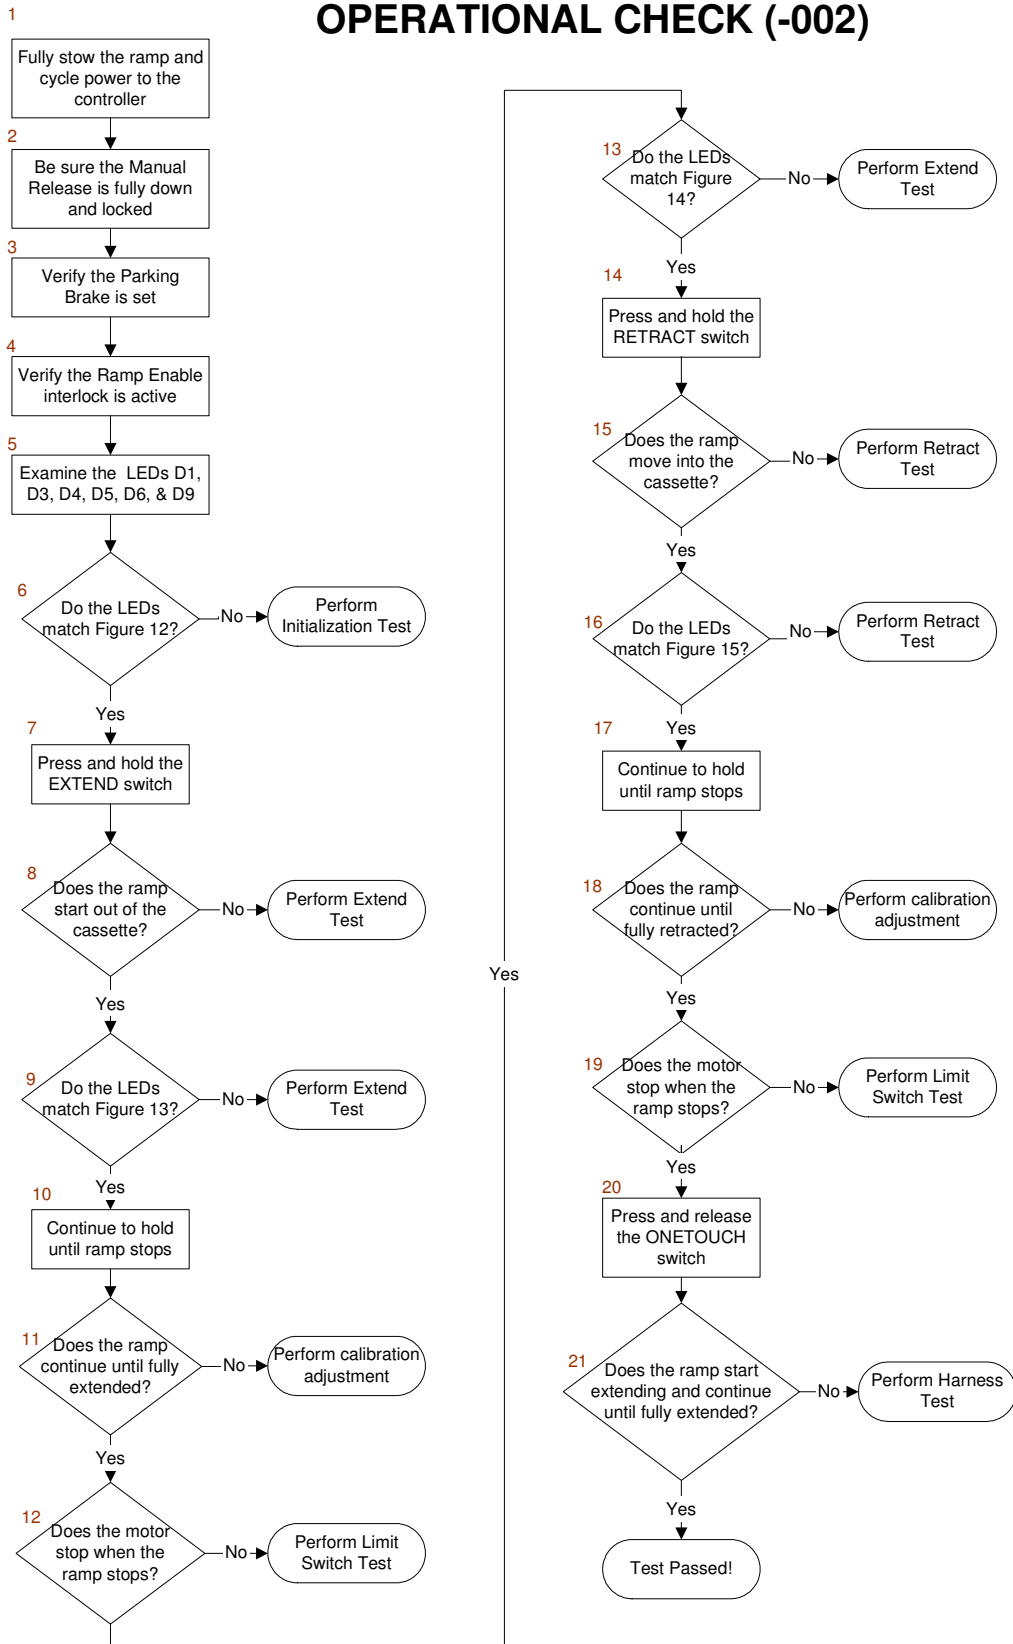 OPERATIONAL CHECK (-002)
1
Fully stow the ramp and
cycle power to the
controller
2
Be sure the Manual
Release is fully down
and locked
3
Verify the Parking
Brake is set
4
Verify the Ramp Enable
interlock is active
5
Examine the LEDs D1,
D3, D4, D5, D6, & D9
6
Do the LEDs
match Figure 12?
No
Perform
Initialization Test
Yes
7
Press and hold the
EXTEND switch
8
Does the ramp
start out of the
cassette?
No
Perform Extend
Test
Yes
9
Do the LEDs
match Figure 13?
No
Perform Extend
Test
Yes
10
Continue to hold
until ramp stops
11
Does the ramp
continue until fully
extended?
No
Perform calibration
adjustment
Yes
12
Does the motor
stop when the
ramp stops?
No
Perform Limit
Switch Test
Yes
13
Do the LEDs
match Figure
14?
No
Perform Extend
Test
Yes
14
Press and hold the
RETRACT switch
15
Does the ramp
move into the
cassette?
No
Perform Retract
Test
Yes
16
Do the LEDs
match Figure 15?
No
Perform Retract
Test
Yes
17
Continue to hold
until ramp stops
18
Does the ramp
continue until
fully retracted?
No
Perform calibration
adjustment
Yes
19
Does the motor
stop when the
ramp stops?
No
Perform Limit
Switch Test
Yes
20
Press and release
the ONETOUCH
switch
21
Does the ramp start
extending and continue
until fully extended?
No
Perform Harness
Test
Yes
Test Passed!